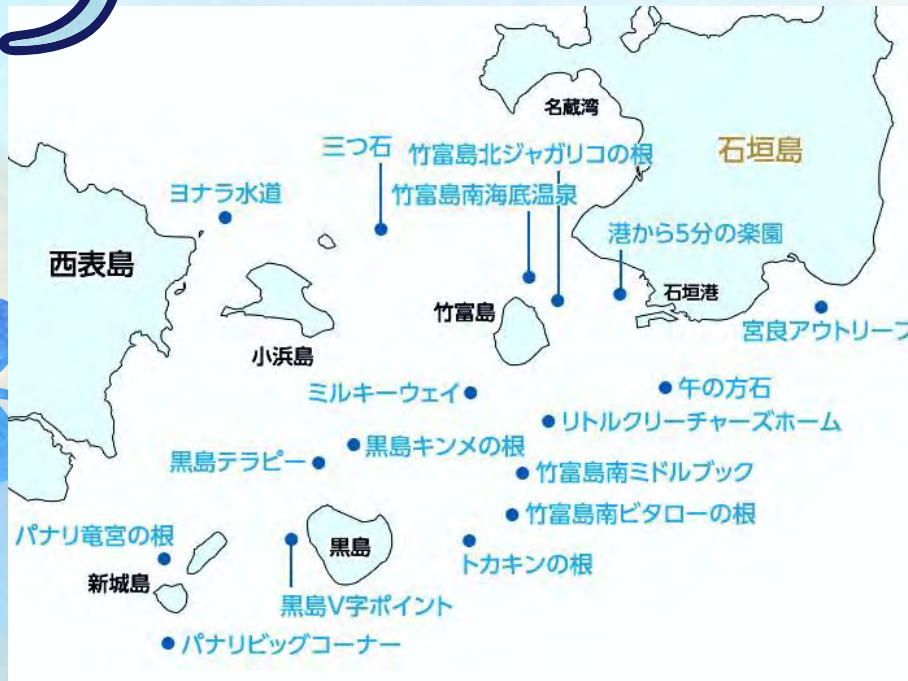 名蔵湾
三つ石
竹富島北ジャガリコの根
石垣島
ヨナラ水道
竹富島南海底温泉
港から5分の楽園
西表島
石垣港
竹富島
宮良アウトリーフ
小浜島
ミルキーウェイ
午の方石
リトルクリーチャーズホーム
黒島キンメの根
黒島テラピー
竹富島南ミドルブック
竹富島南ビタローの根
パナリ竜宮の根
黒島
トカキンの根
新城島
黒島V字ポイント
パナリビッグコーナー